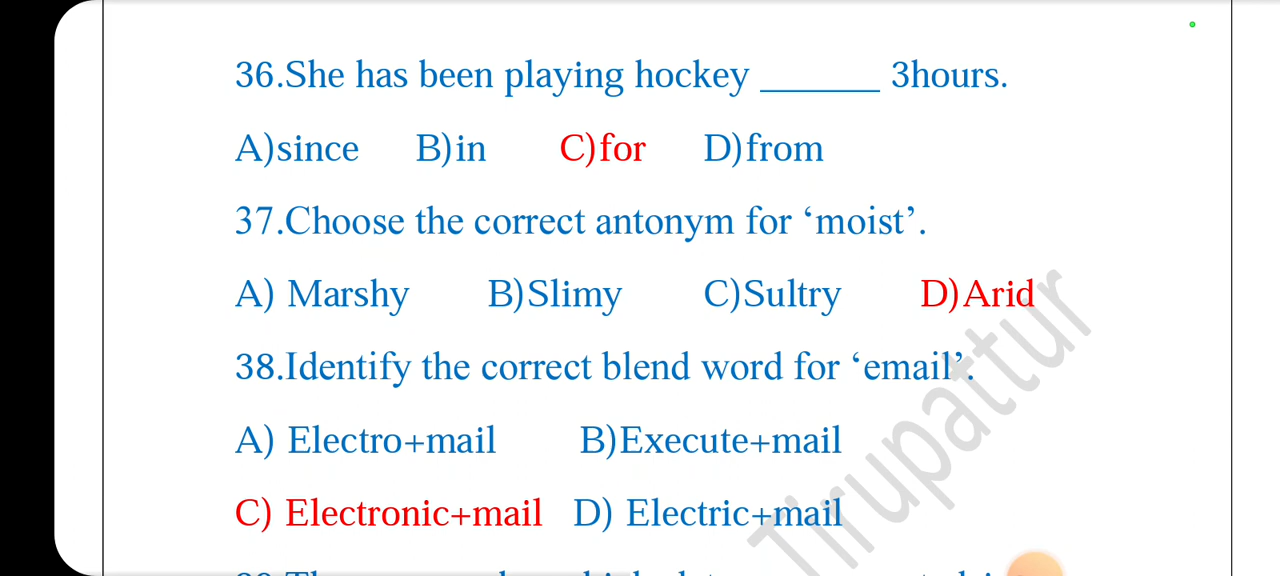 36.She has been playing hockey ______ 3hours.
A)since B)in C)for D)from
37.Choose the correct antonym for ‘moist’.
A) Marshy B)Slimy C)Sultry D)Arid
38.Identify the correct blend word for ‘email’.
A) Electro+mail B)Execute+mail
C) Electronic+mail D) Electric+mail
Tirupattur